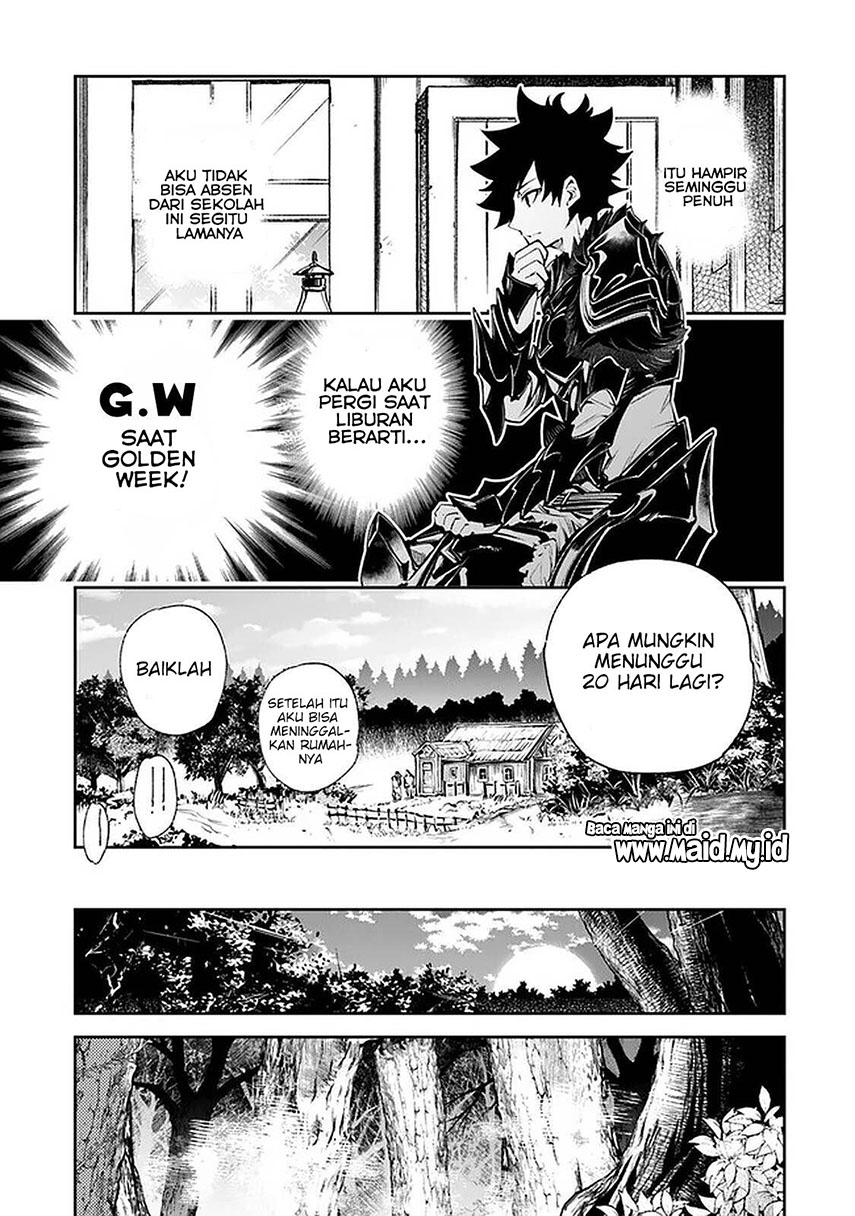 ITU HAMPIR
SEMINGGU
PENUH
AKU TIDAK
BISA ABSEN
DARI SEKOLAH
INI SEGITU
LAMANYA
KALAU AKU
PERGI SAAT
LIBURAN
BERARTI...
G.W
SAAT
GOLDEN
WEEK!
APA MUNGKIN
MENUNGGU
20 HARI LAGI?
SETELAH ITU
AKU BISA
MENINGGAL-
KAN RUMAH-
NYA
BAIKLAH
...!!
...
Baca Manga ini di
www.Maid.My.id